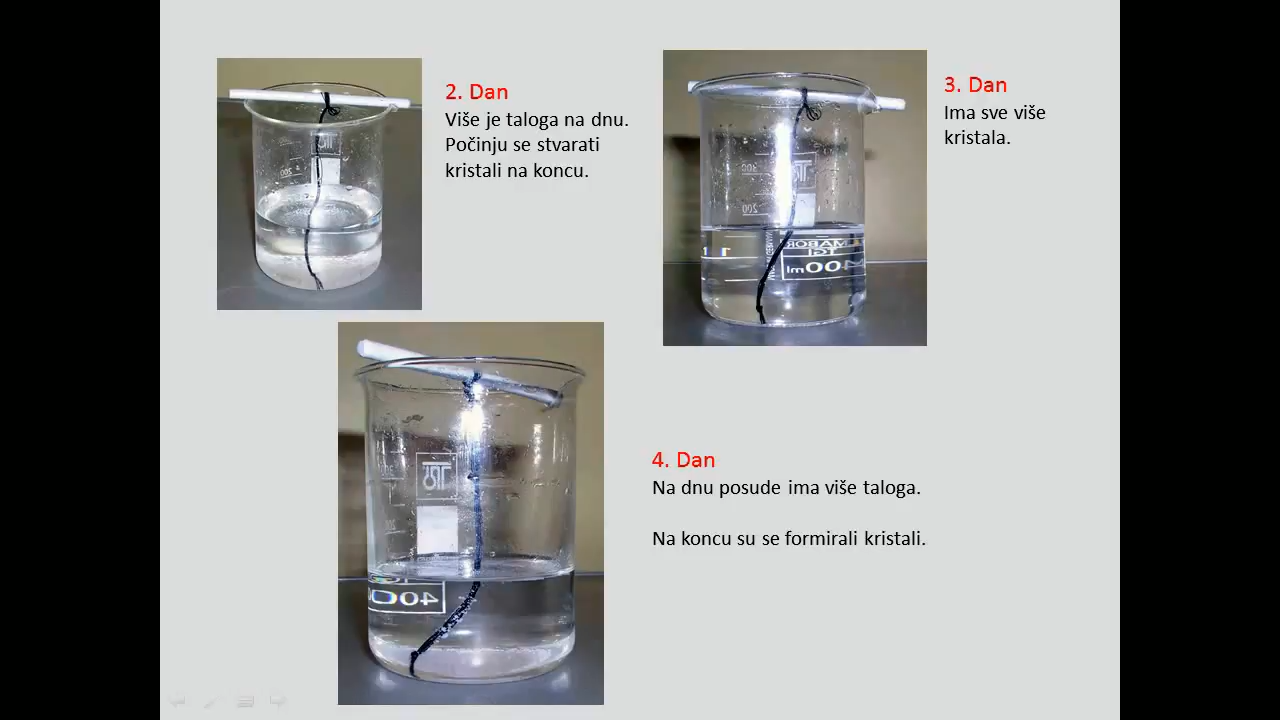 2. Dan
Više je taloga na dnu.
Počinju se stvarati
kristali na koncu.
3. Dan
Ima sve više
kristala.
4. Dan
Na dnu posude ima više taloga.
Na koncu su se formirali kristali.